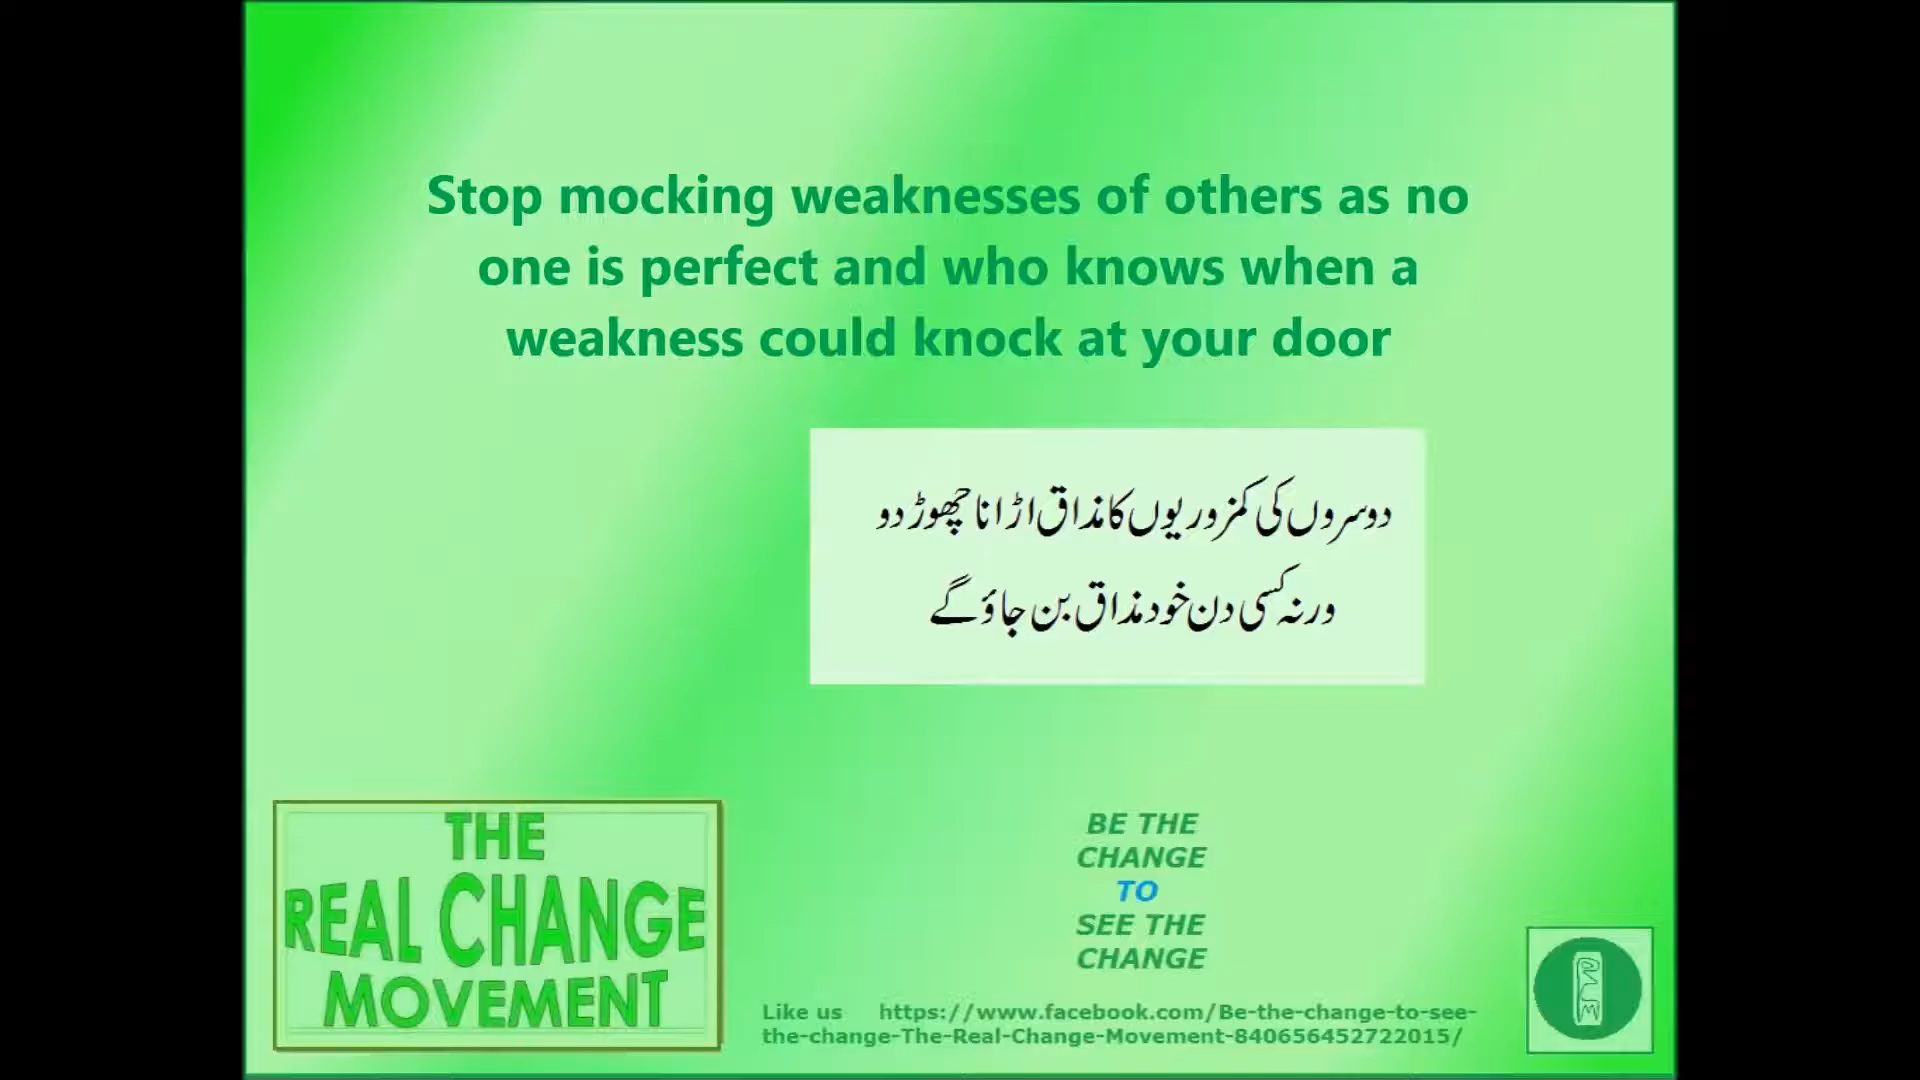 Stop mocking weaknesses of others as no
one is perfect and who knows when a
weakness could knock at your door
دوسروں کی کمزوریوں کا مذاق اڑانا چھوڑ دو
ورنہ کسی دن خود مذاق بن جاؤ گے
THE
REAL CHANGE
MOVEMENT
BE THE
CHANGE
TO
SEE THE
CHANGE
Like us https://www.facebook.com/Be-the-change-to-see-
the-change-The-Real-Change-Movement-840656452722015/